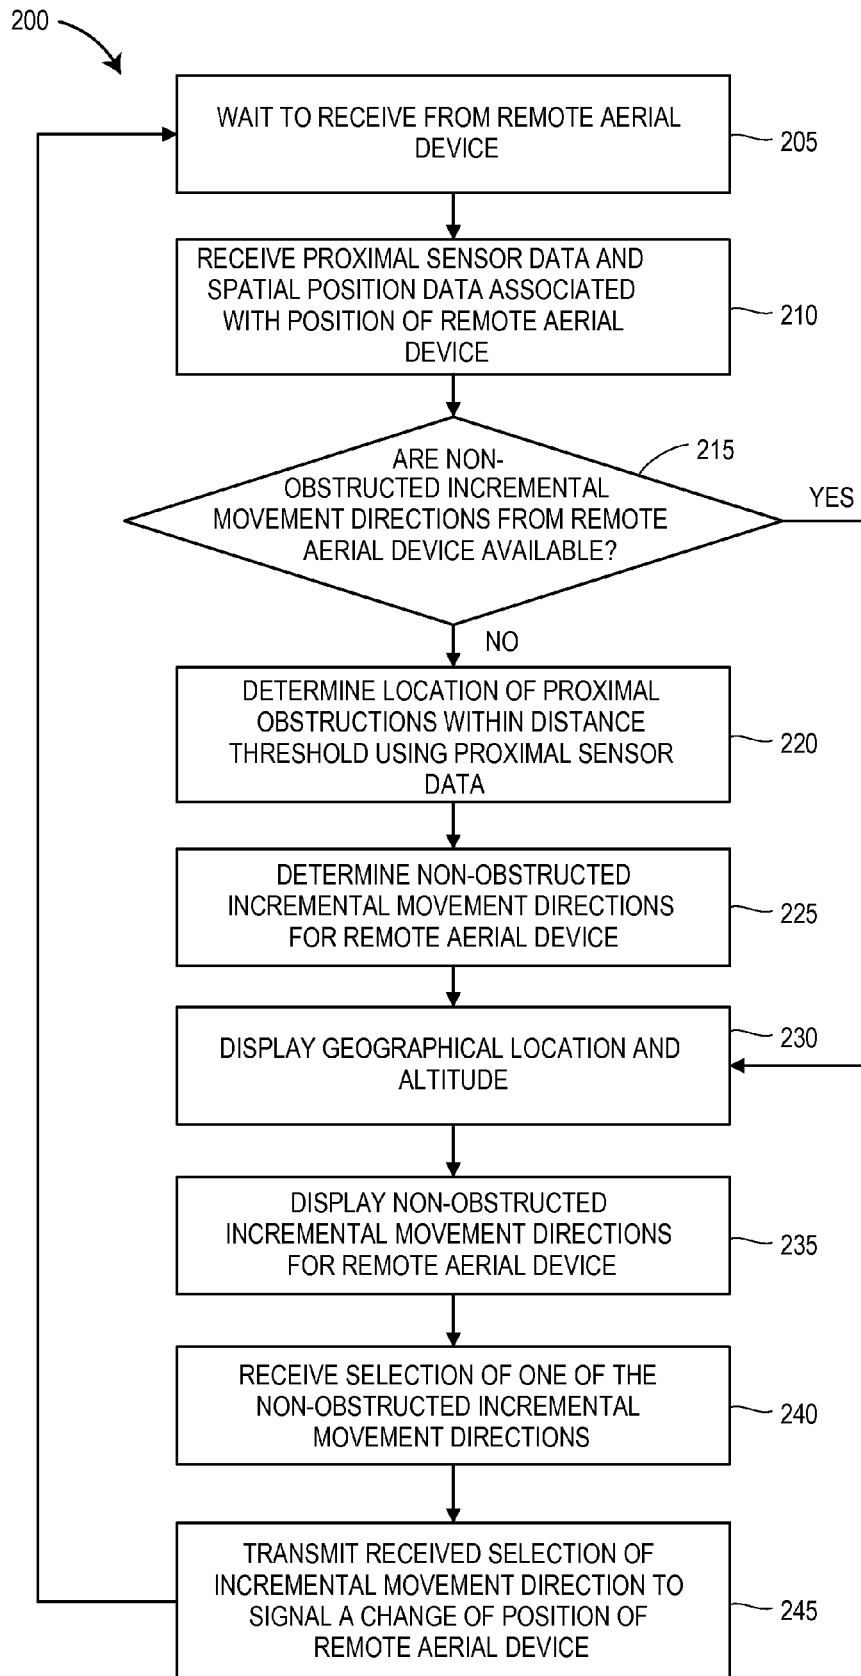 200
WAIT TO RECEIVE FROM REMOTE AERIAL
DEVICE
205
RECEIVE PROXIMAL SENSOR DATA AND
SPATIAL POSITION DATA ASSOCIATED
WITH POSITION OF REMOTE AERIAL
DEVICE
210
ARE NON-
OBSTRUCTED INCREMENTAL
MOVEMENT DIRECTIONS FROM REMOTE
AERIAL DEVICE AVAILABLE?
215
YES
NO
DETERMINE LOCATION OF PROXIMAL
OBSTRUCTIONS WITHIN DISTANCE
THRESHOLD USING PROXIMAL SENSOR
DATA
220
DETERMINE NON-OBSTRUCTED
INCREMENTAL MOVEMENT DIRECTIONS
FOR REMOTE AERIAL DEVICE
225
DISPLAY GEOGRAPHICAL LOCATION AND
ALTITUDE
230
DISPLAY NON-OBSTRUCTED
INCREMENTAL MOVEMENT DIRECTIONS
FOR REMOTE AERIAL DEVICE
235
RECEIVE SELECTION OF ONE OF THE
NON-OBSTRUCTED INCREMENTAL
MOVEMENT DIRECTIONS
240
TRANSMIT RECEIVED SELECTION OF
INCREMENTAL MOVEMENT DIRECTION TO
SIGNAL A CHANGE OF POSITION OF
REMOTE AERIAL DEVICE
245